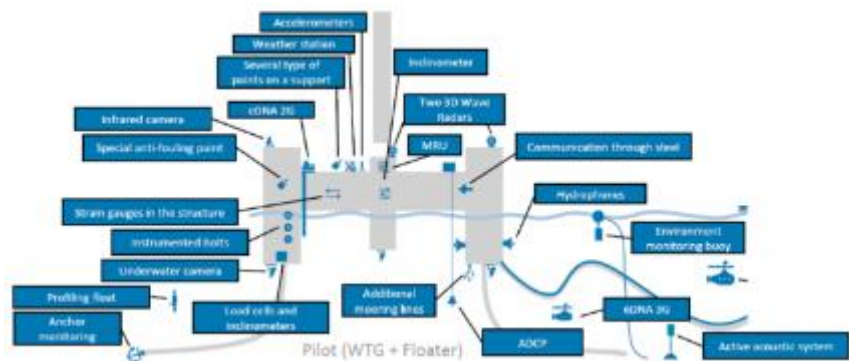 Accelerometers
Weather station
Several type of
paints on a support
Inclinometer
eDNA 2G
Two 3D Wave
Radars
Infrared camera
MRU
Special anti-fouling paint
Communication through steel
Hydrophones
Strain gauges in the structure
Instrumented bolts
Environment
monitoring buoy
Underwater camera
Profiling float
Load cells and
inclinometers
Additional
mooring lines
eDNA 3G
Anchor
monitoring
Pilot (WTG + Floater)
ADCP
Active acoustic system